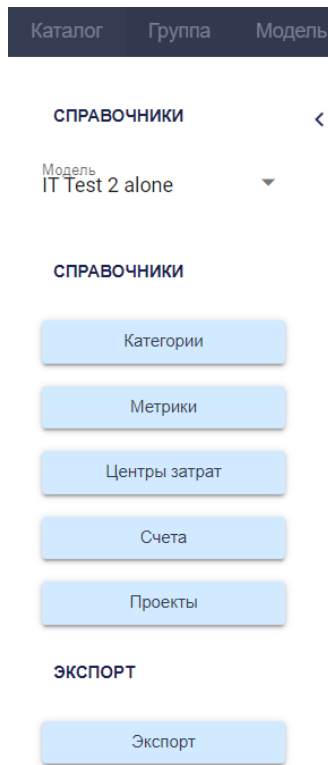 Каталог Группа Модель
СПРАВОЧНИКИ
Модель
IT Test 2 alone
СПРАВОЧНИКИ
Категории
Метрики
Центры затрат
Счета
Проекты
ЭКСПОРТ
Экспорт